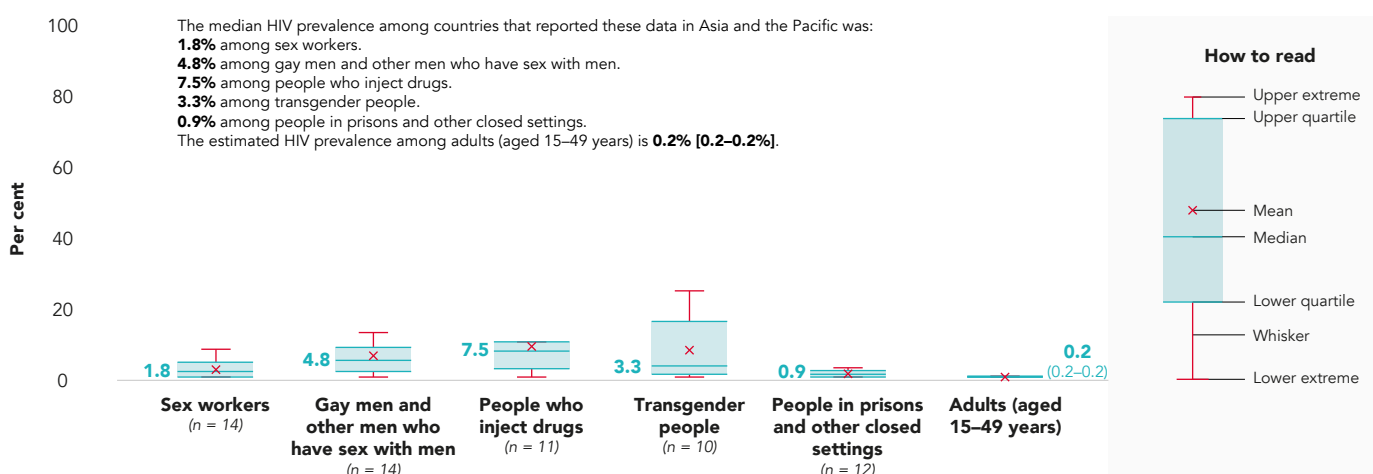 The median HIV prevalence among countries that reported these data in Asia and the Pacific was:
1.8% among sex workers.
4.8% among gay men and other men who have sex with men.
7.5% among people who inject drugs.
3.3% among transgender people.
0.9% among people in prisons and other closed settings.
The estimated HIV prevalence among adults (aged 15–49 years) is 0.2% [0.2–0.2%].
Per cent
100
80
60
40
20
0
1.8
4.8
7.5
3.3
0.9
0.2
(0.2–0.2)
Sex workers
(n = 14)
Gay men and
other men who
have sex with men
(n = 14)
People who
inject drugs
(n = 11)
Transgender
people
(n = 10)
People in prisons
and other closed
settings
(n = 12)
Adults (aged
15–49 years)
How to read
Upper extreme
Upper quartile
Mean
Median
Lower quartile
Whisker
Lower extreme